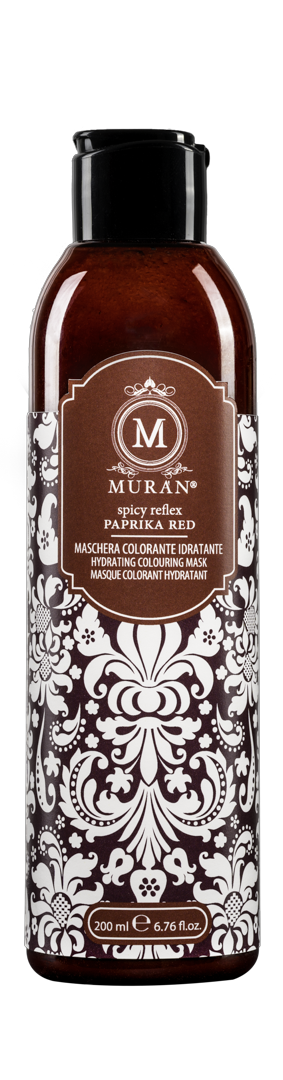 M
MURÁN®
spicy reflex
PAPRIKA RED
MASCHERA COLORANTE IDRATANTE
HYDRATING COLOURING MASK
MASQUE COLORANT HYDRATANT
200 ml ℮ 6.76 fl.oz.